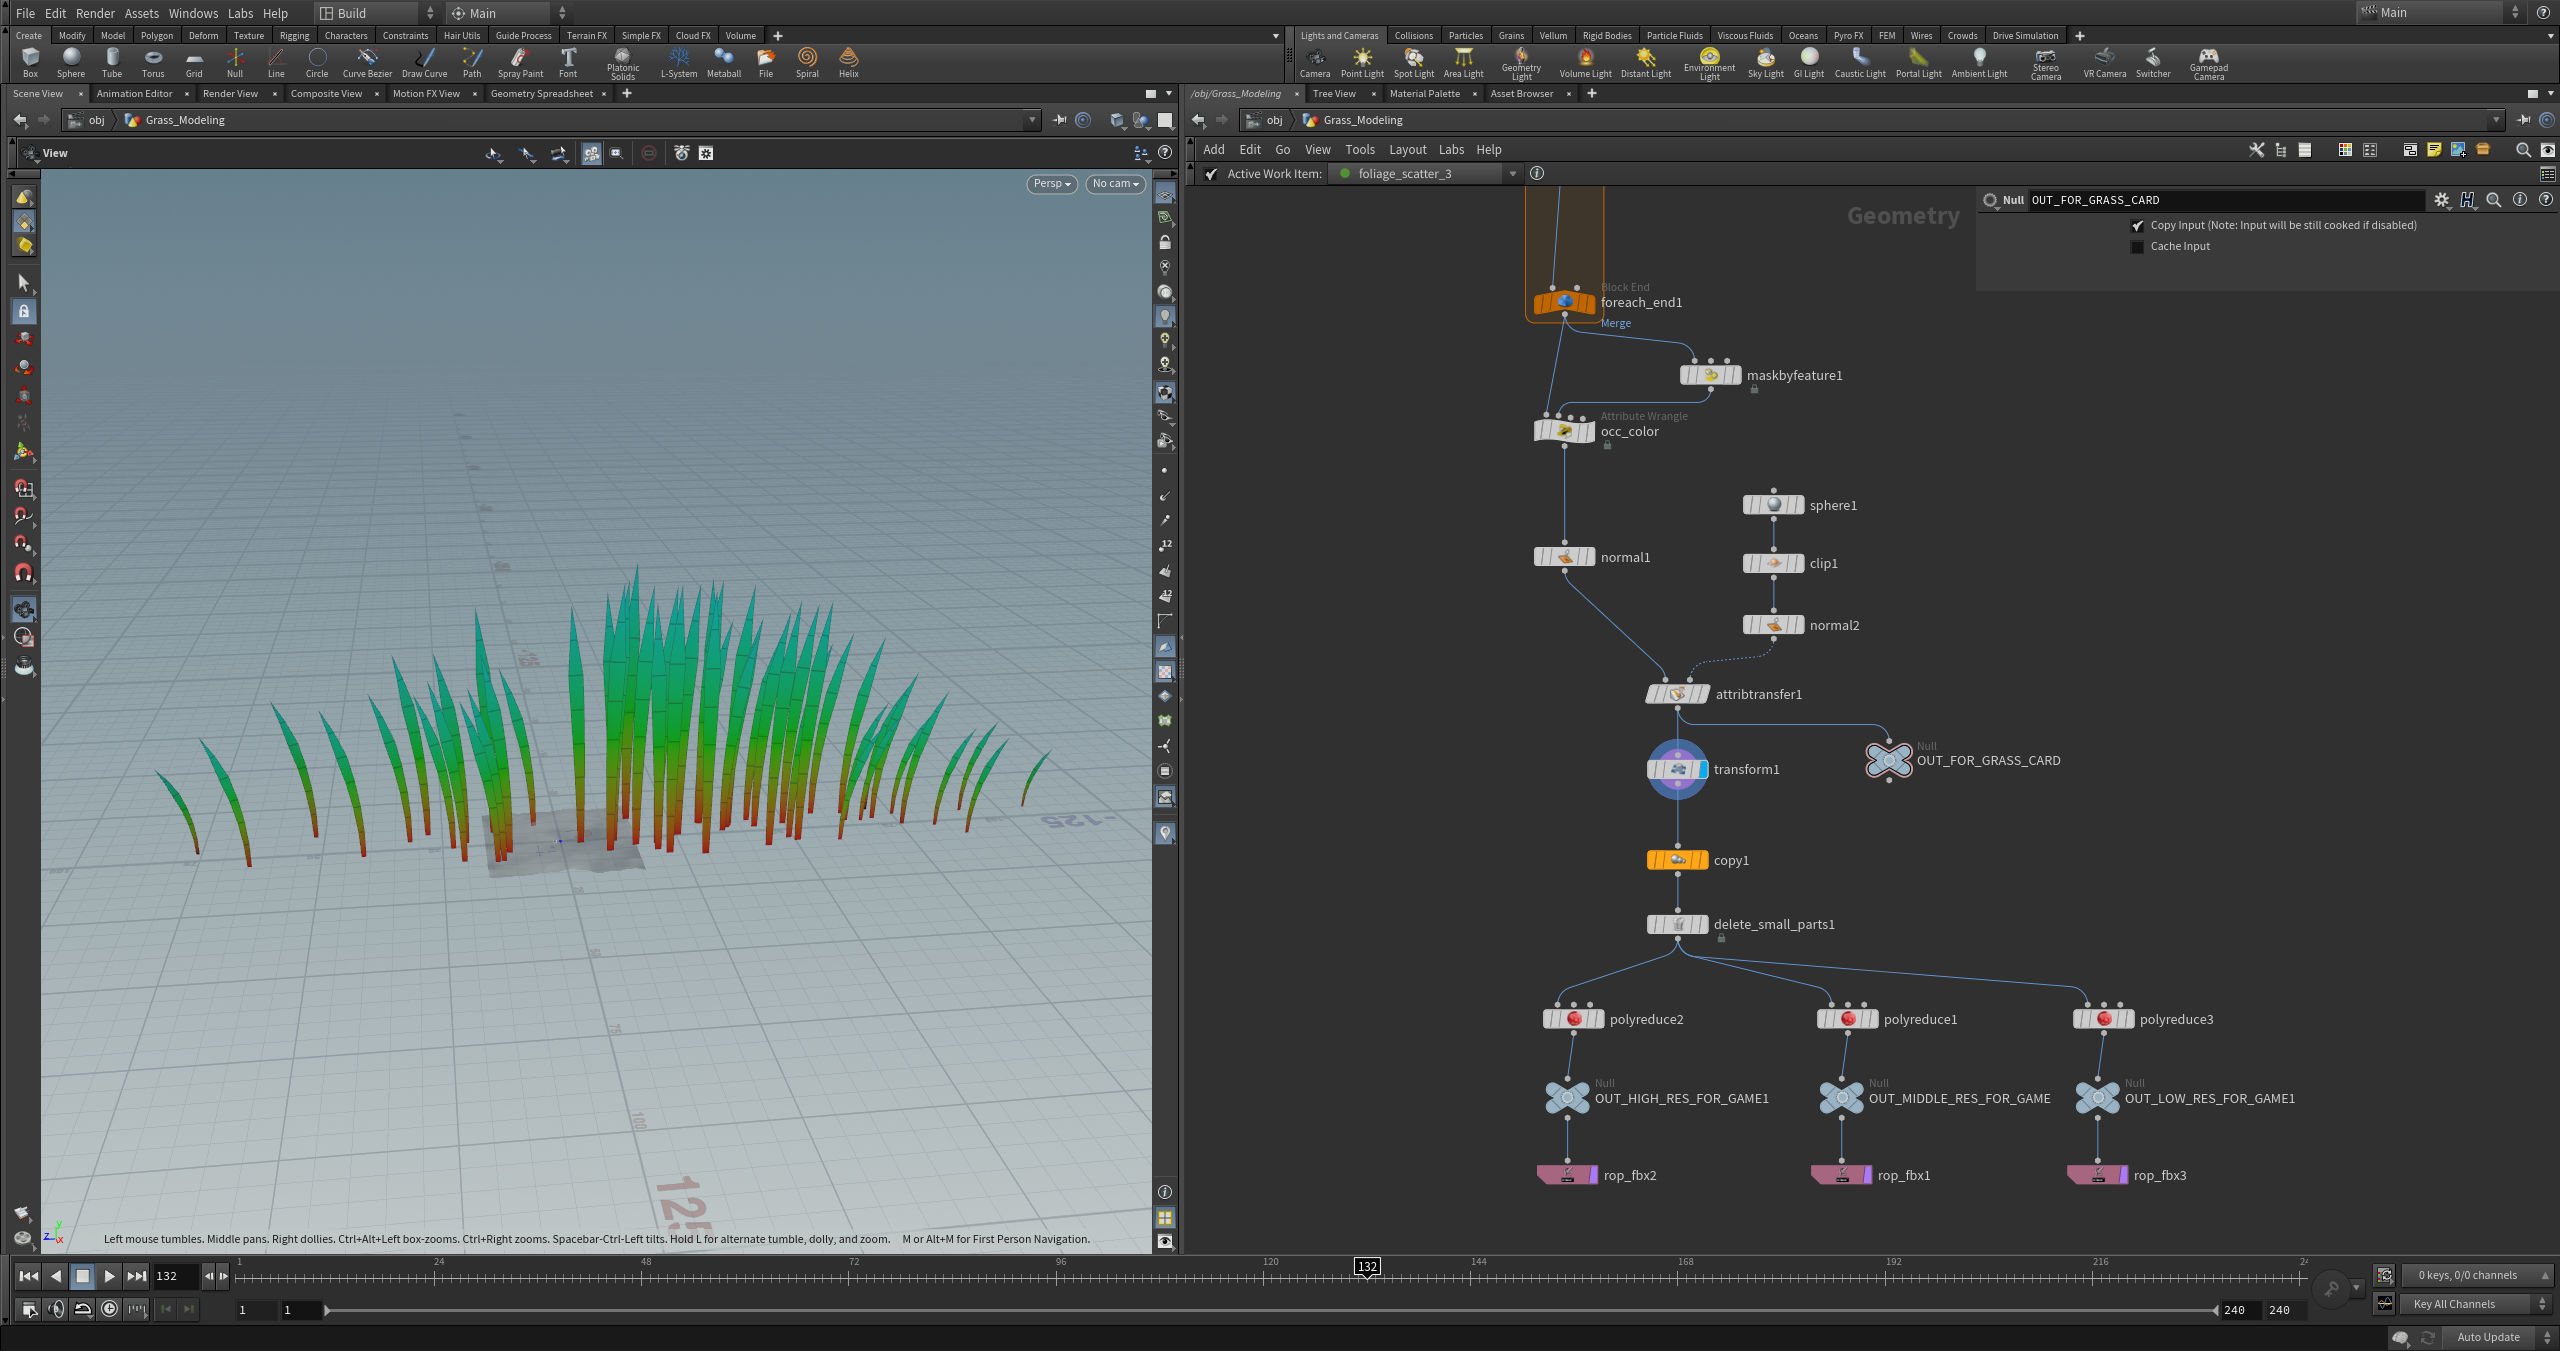 File Edit Render Assets Windows Labs Help Build Main Main
Create Modify Model Polygon Deform Texture Rigging Characters Constraints Hair Utils Guide Process Terrain FX Simple FX Cloud FX Volume
Lights and Cameras Collisions Particles Grains Vellum Rigid Bodies Particle Fluids Viscous Fluids Oceans Pyro FX FEM Wires Crowds Drive Simulation
Box Sphere Tube Torus Grid Null Line Circle Curve Bezier Draw Curve Path Spray Paint Font Platonic Solids L-System Metaball File Spiral Helix
Camera Point Light Spot Light Area Light Geometry Light Volume Light Distant Light Environment Light Sky Light GI Light Caustic Light Portal Light Ambient Light Stereo Camera VR Camera Switcher Gamepad Camera
Scene View Animation Editor Render View Composite View Motion FX View Geometry Spreadsheet
/obj/Grass_Modeling Tree View Material Palette Asset Browser
obj Grass_Modeling
obj Grass_Modeling
View
Add Edit Go View Tools Layout Labs Help
Active Work Item: foliage_scatter_3
Persp No cam
Geometry
Null OUT_FOR_GRASS_CARD
Copy Input (Note: Input will be still cooked if disabled)
Cache Input
Block End
foreach_end1
Merge
maskbyfeature1
Attribute Wrangle
occ_color
sphere1
normal1
clip1
normal2
attribtransfer1
Null
OUT_FOR_GRASS_CARD
transform1
copy1
delete_small_parts1
polyreduce2 polyreduce1 polyreduce3
Null Null Null
OUT_HIGH_RES_FOR_GAME1 OUT_MIDDLE_RES_FOR_GAME OUT_LOW_RES_FOR_GAME1
rop_fbx2 rop_fbx1 rop_fbx3
12
12
-125
75
100
125
z y x
Left mouse tumbles. Middle pans. Right dollies. Ctrl+Alt+Left box-zooms. Ctrl+Right zooms. Spacebar-Ctrl-Left tilts. Hold L for alternate tumble, dolly, and zoom. M or Alt+M for First Person Navigation.
132 1 24 48 72 96 120 132 144 168 192 216 24
0 keys, 0/0 channels
1 1 240 240
Key All Channels
Auto Update